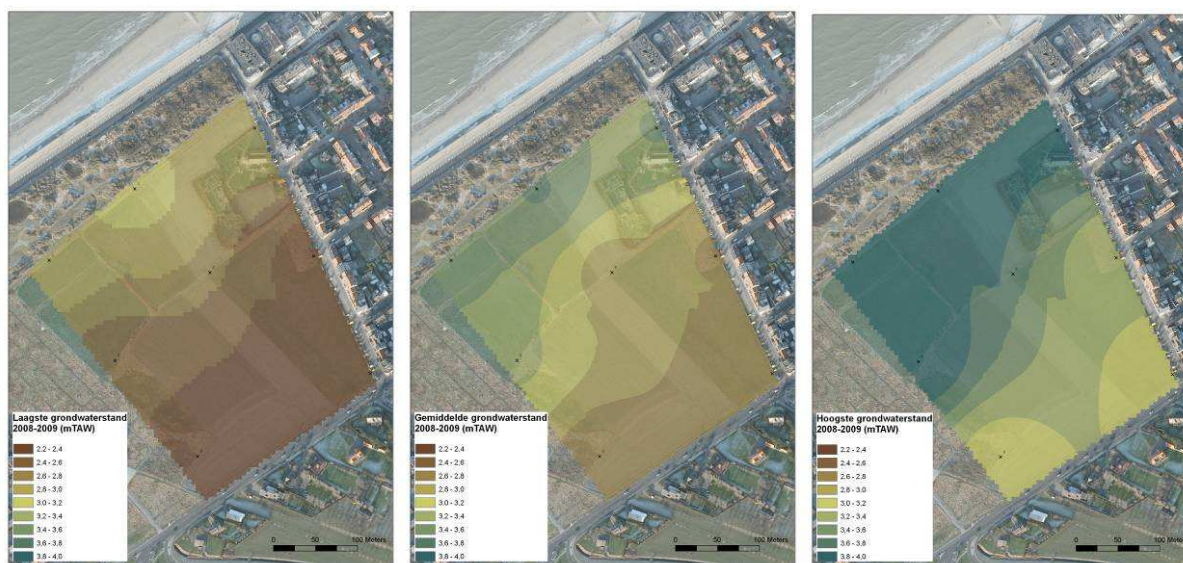 Laagste grondwaterstand
2008-2009 (mTAW)
2.2 - 2.4
2.4 - 2.6
2.6 - 2.8
2.8 - 3.0
3.0 - 3.2
3.2 - 3.4
3.4 - 3.6
3.6 - 3.8
3.8 - 4.0
0 50 100 Meters
Gemiddelde grondwaterstand
2008-2009 (mTAW)
2.2 - 2.4
2.4 - 2.6
2.6 - 2.8
2.8 - 3.0
3.0 - 3.2
3.2 - 3.4
3.4 - 3.6
3.6 - 3.8
3.8 - 4.0
0 50 100 Meters
Hoogste grondwaterstand
2008-2009 (mTAW)
2.2 - 2.4
2.4 - 2.6
2.6 - 2.8
2.8 - 3.0
3.0 - 3.2
3.2 - 3.4
3.4 - 3.6
3.6 - 3.8
3.8 - 4.0
0 50 100 Meters